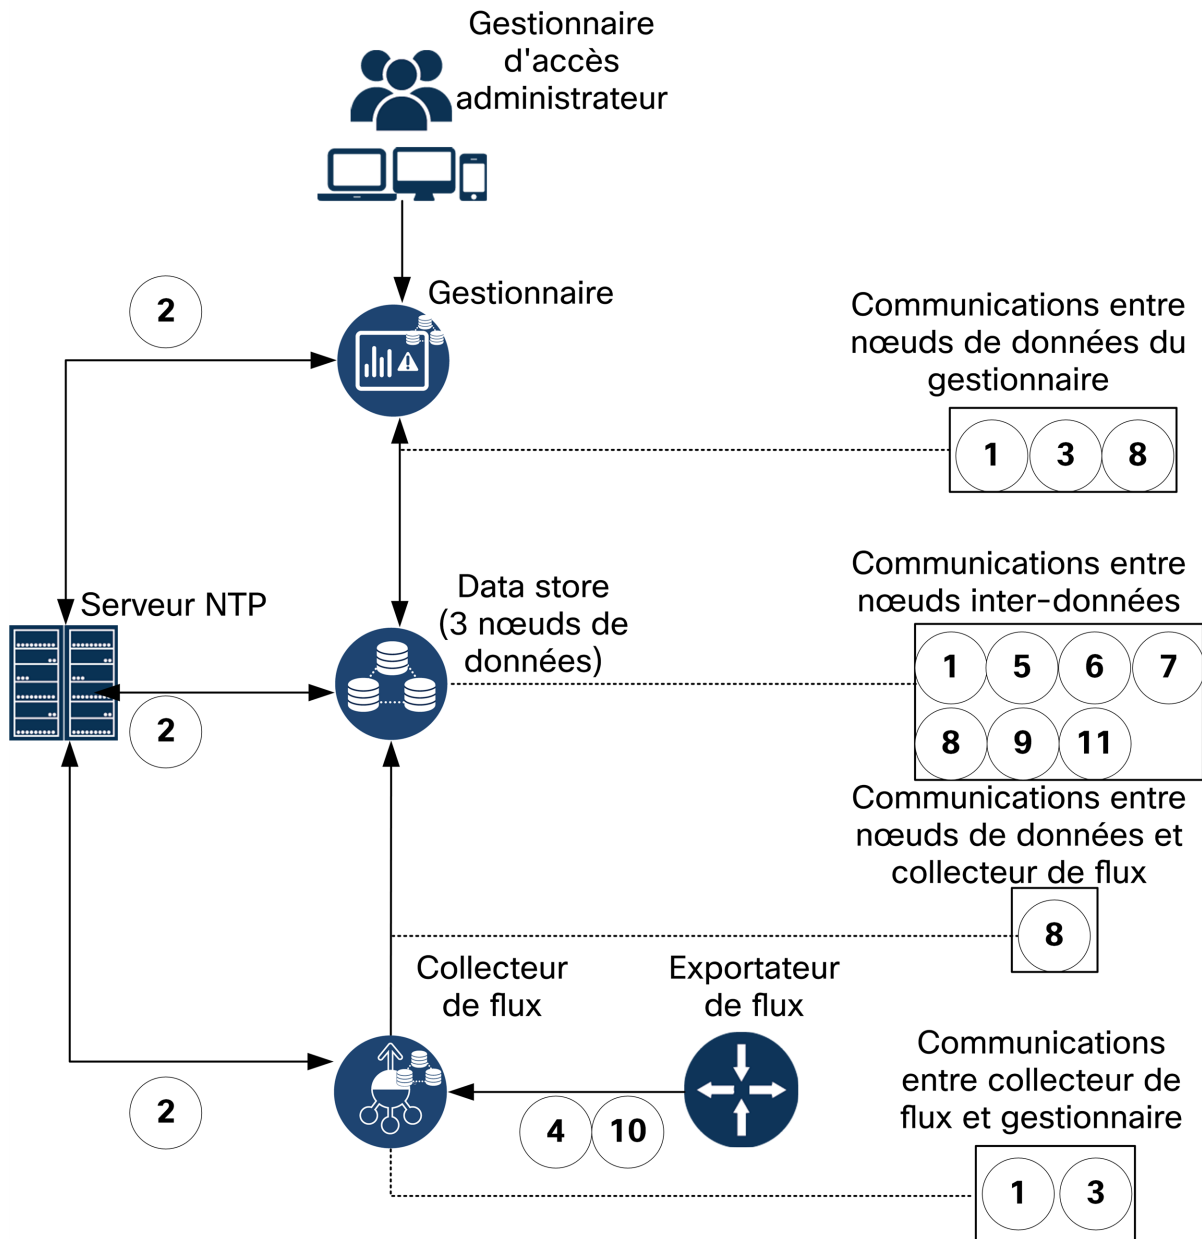 Gestionnaire
d'accès
administrateur
2
Gestionnaire
Communications entre
nœuds de données du
gestionnaire
1 3 8
Serveur NTP
Data store
(3 nœuds de
données)
2
Communications entre
nœuds inter-données
1 5 6 7
8 9 11
Communications entre
nœuds de données et
collecteur de flux
8
Collecteur
de flux
Exportateur
de flux
2
4 10
Communications
entre collecteur de
flux et gestionnaire
1 3